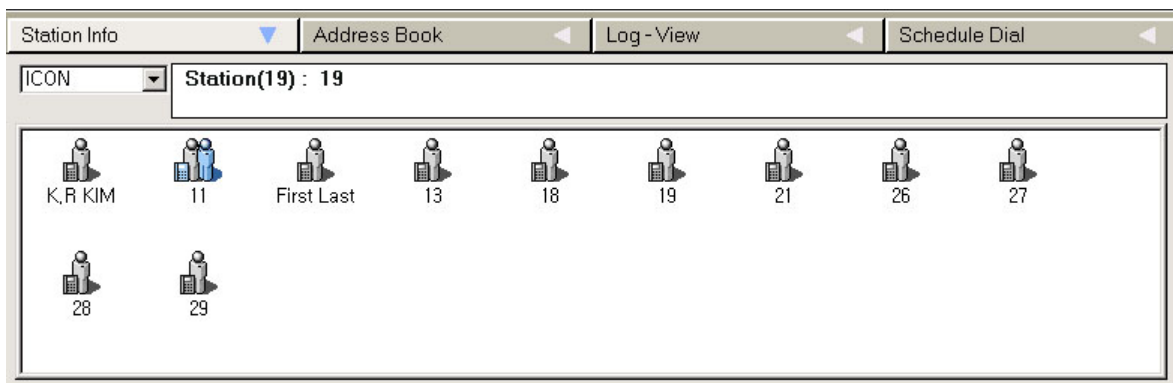 Station Info Address Book Log - View Schedule Dial
ICON Station(19) : 19
K,R KIM 11 First Last 13 18 19 21 26 27
28 29